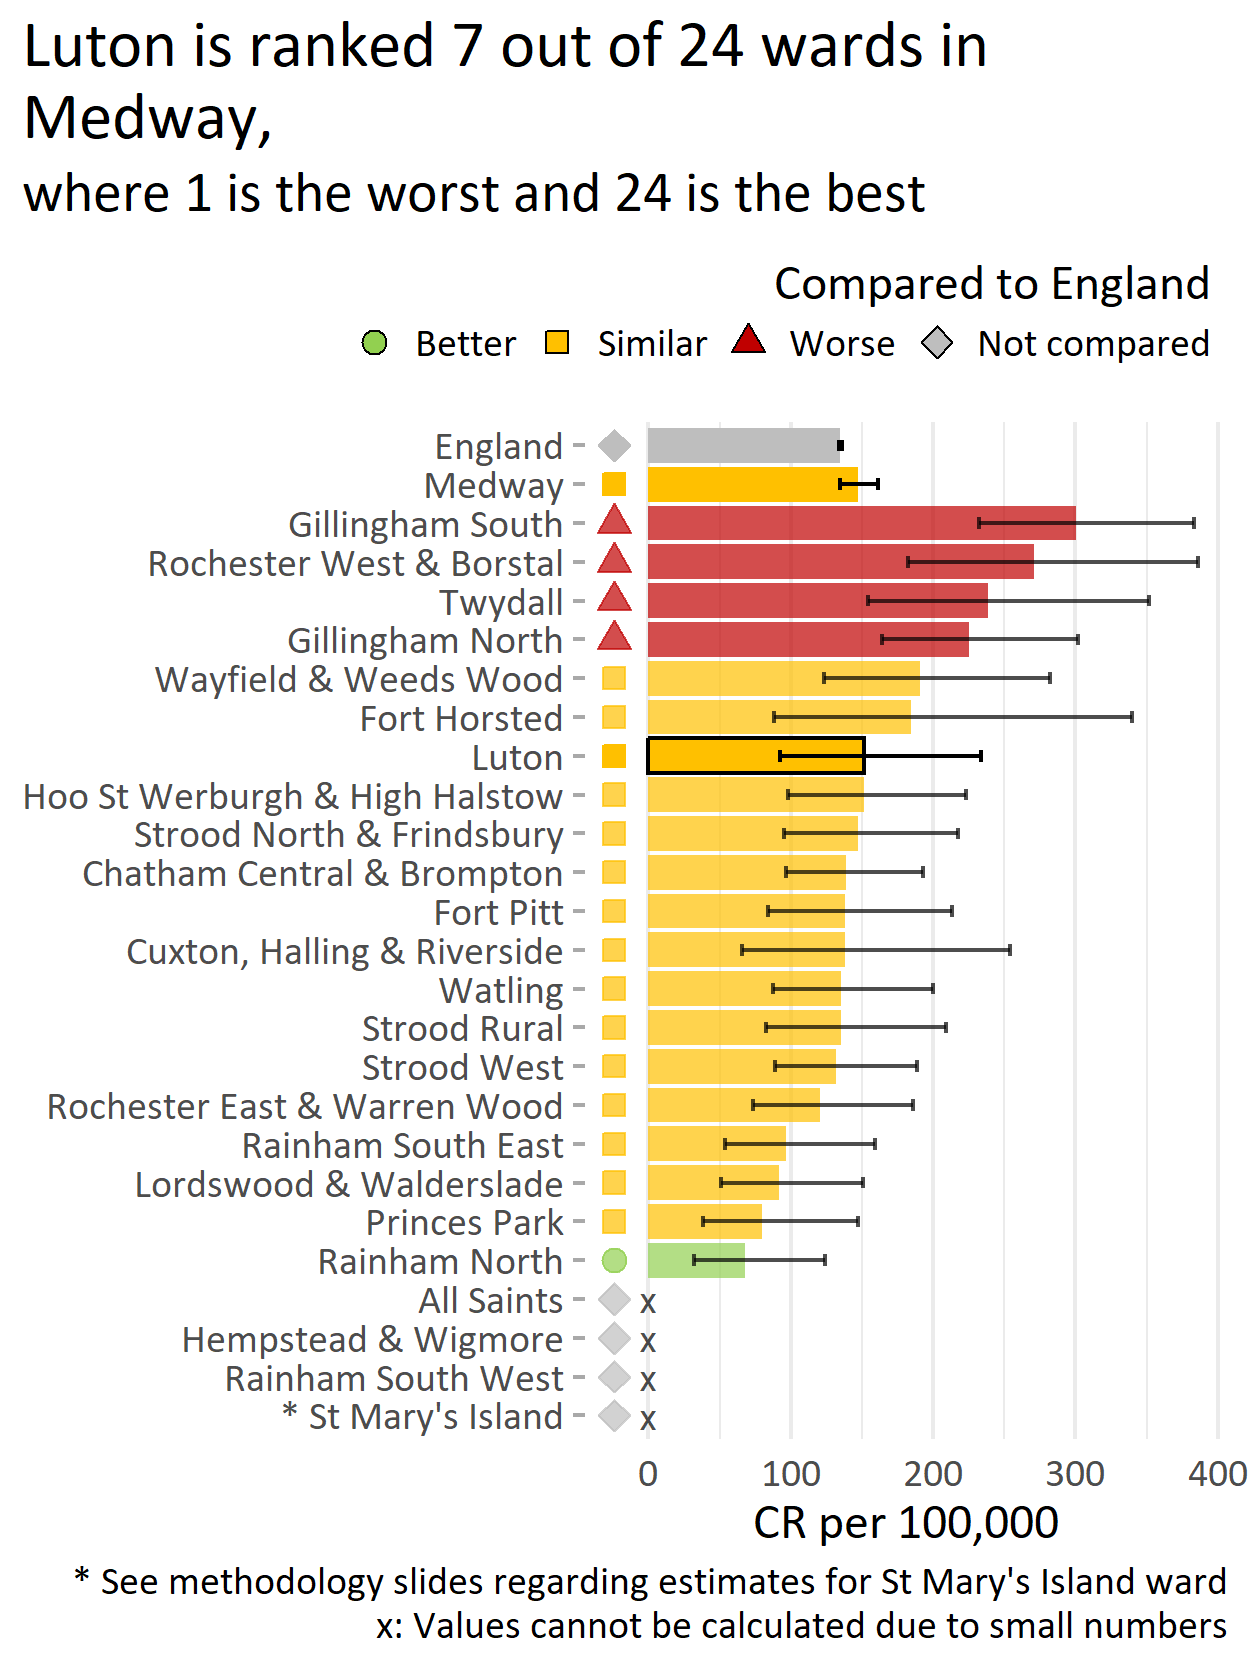 Luton is ranked 7 out of 24 wards in
Medway,
where 1 is the worst and 24 is the best
Compared to England
Better Similar Worse Not compared
England
Medway
Gillingham South
Rochester West & Borstal
Twydall
Gillingham North
Wayfield & Weeds Wood
Fort Horsted
Luton
Hoo St Werburgh & High Halstow
Strood North & Frindsbury
Chatham Central & Brompton
Fort Pitt
Cuxton, Halling & Riverside
Watling
Strood Rural
Strood West
Rochester East & Warren Wood
Rainham South East
Lordswood & Walderslade
Princes Park
Rainham North
All Saints x
Hempstead & Wigmore x
Rainham South West x
* St Mary's Island x
0 100 200 300 400
CR per 100,000
* See methodology slides regarding estimates for St Mary's Island ward
x: Values cannot be calculated due to small numbers